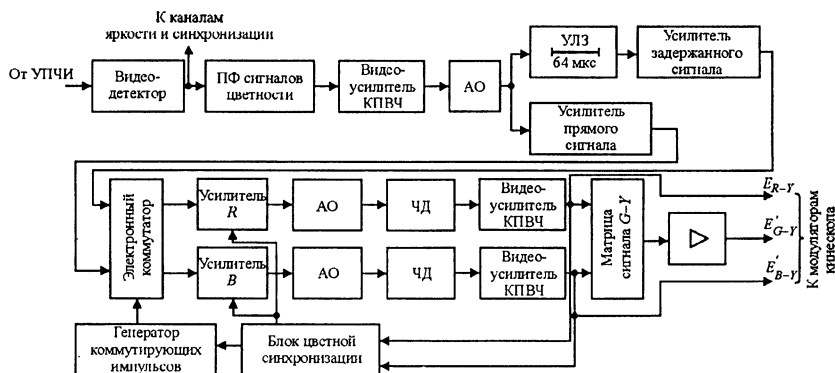 К каналам
яркости и синхронизации
От УПЧИ
Видео-
детектор
ПФ сигналов
цветности
Видео-
усилитель
КПВЧ
АО
УЛЗ
64 мкс
Усилитель
задержанного
сигнала
Усилитель
прямого
сигнала
Электронный
коммутатор
Усилитель
R
АО
ЧД
Видео-
усилитель
КПВЧ
Матрица
сигнала G–Y
E R–Y
E′ G–Y
E′ B–Y
К модуляторам
кинескопа
Усилитель
B
АО
ЧД
Видео-
усилитель
КПВЧ
Генератор
коммутирующих
импульсов
Блок цветной
синхронизации